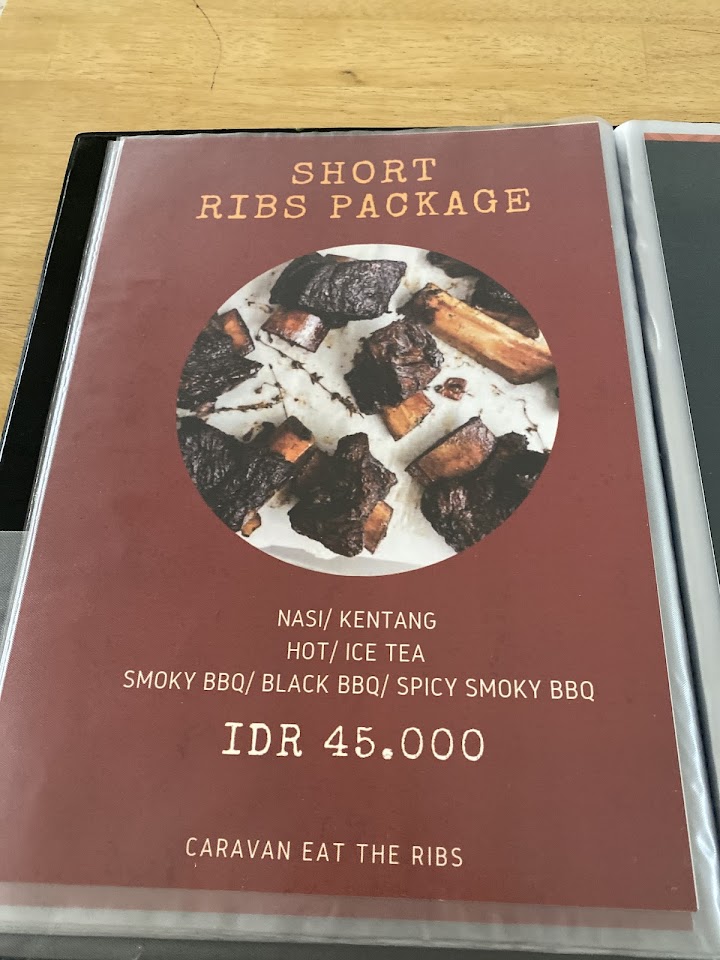 SHORT
RIBS PACKAGE
NASI/ KENTANG
HOT/ ICE TEA
SMOKY BBQ/ BLACK BBQ/ SPICY SMOKY BBQ
IDR 45.000
CARAVAN EAT THE RIBS